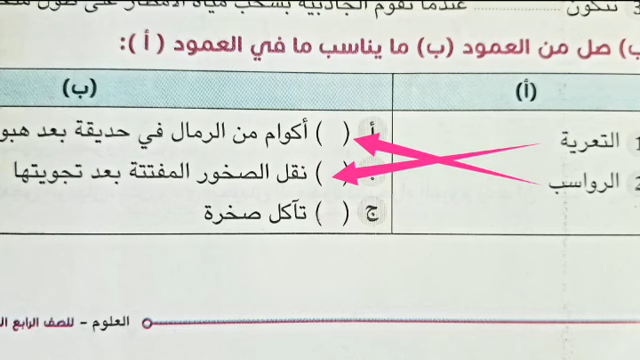 تتكون ........ عندما تقوم الجاذبية بسحب مياه الأمطار على طول
ب) صل من العمود (ب) ما يناسب ما في العمود ( أ ):
(أ) (ب)
1 التعرية أ ( ) أكوام من الرمال في حديقة بعد
2 الرواسب ( ) نقل الصخور المفتتة بعد تجويتها
ج ( ) تآكل صخرة
العلوم - للصف الرابع